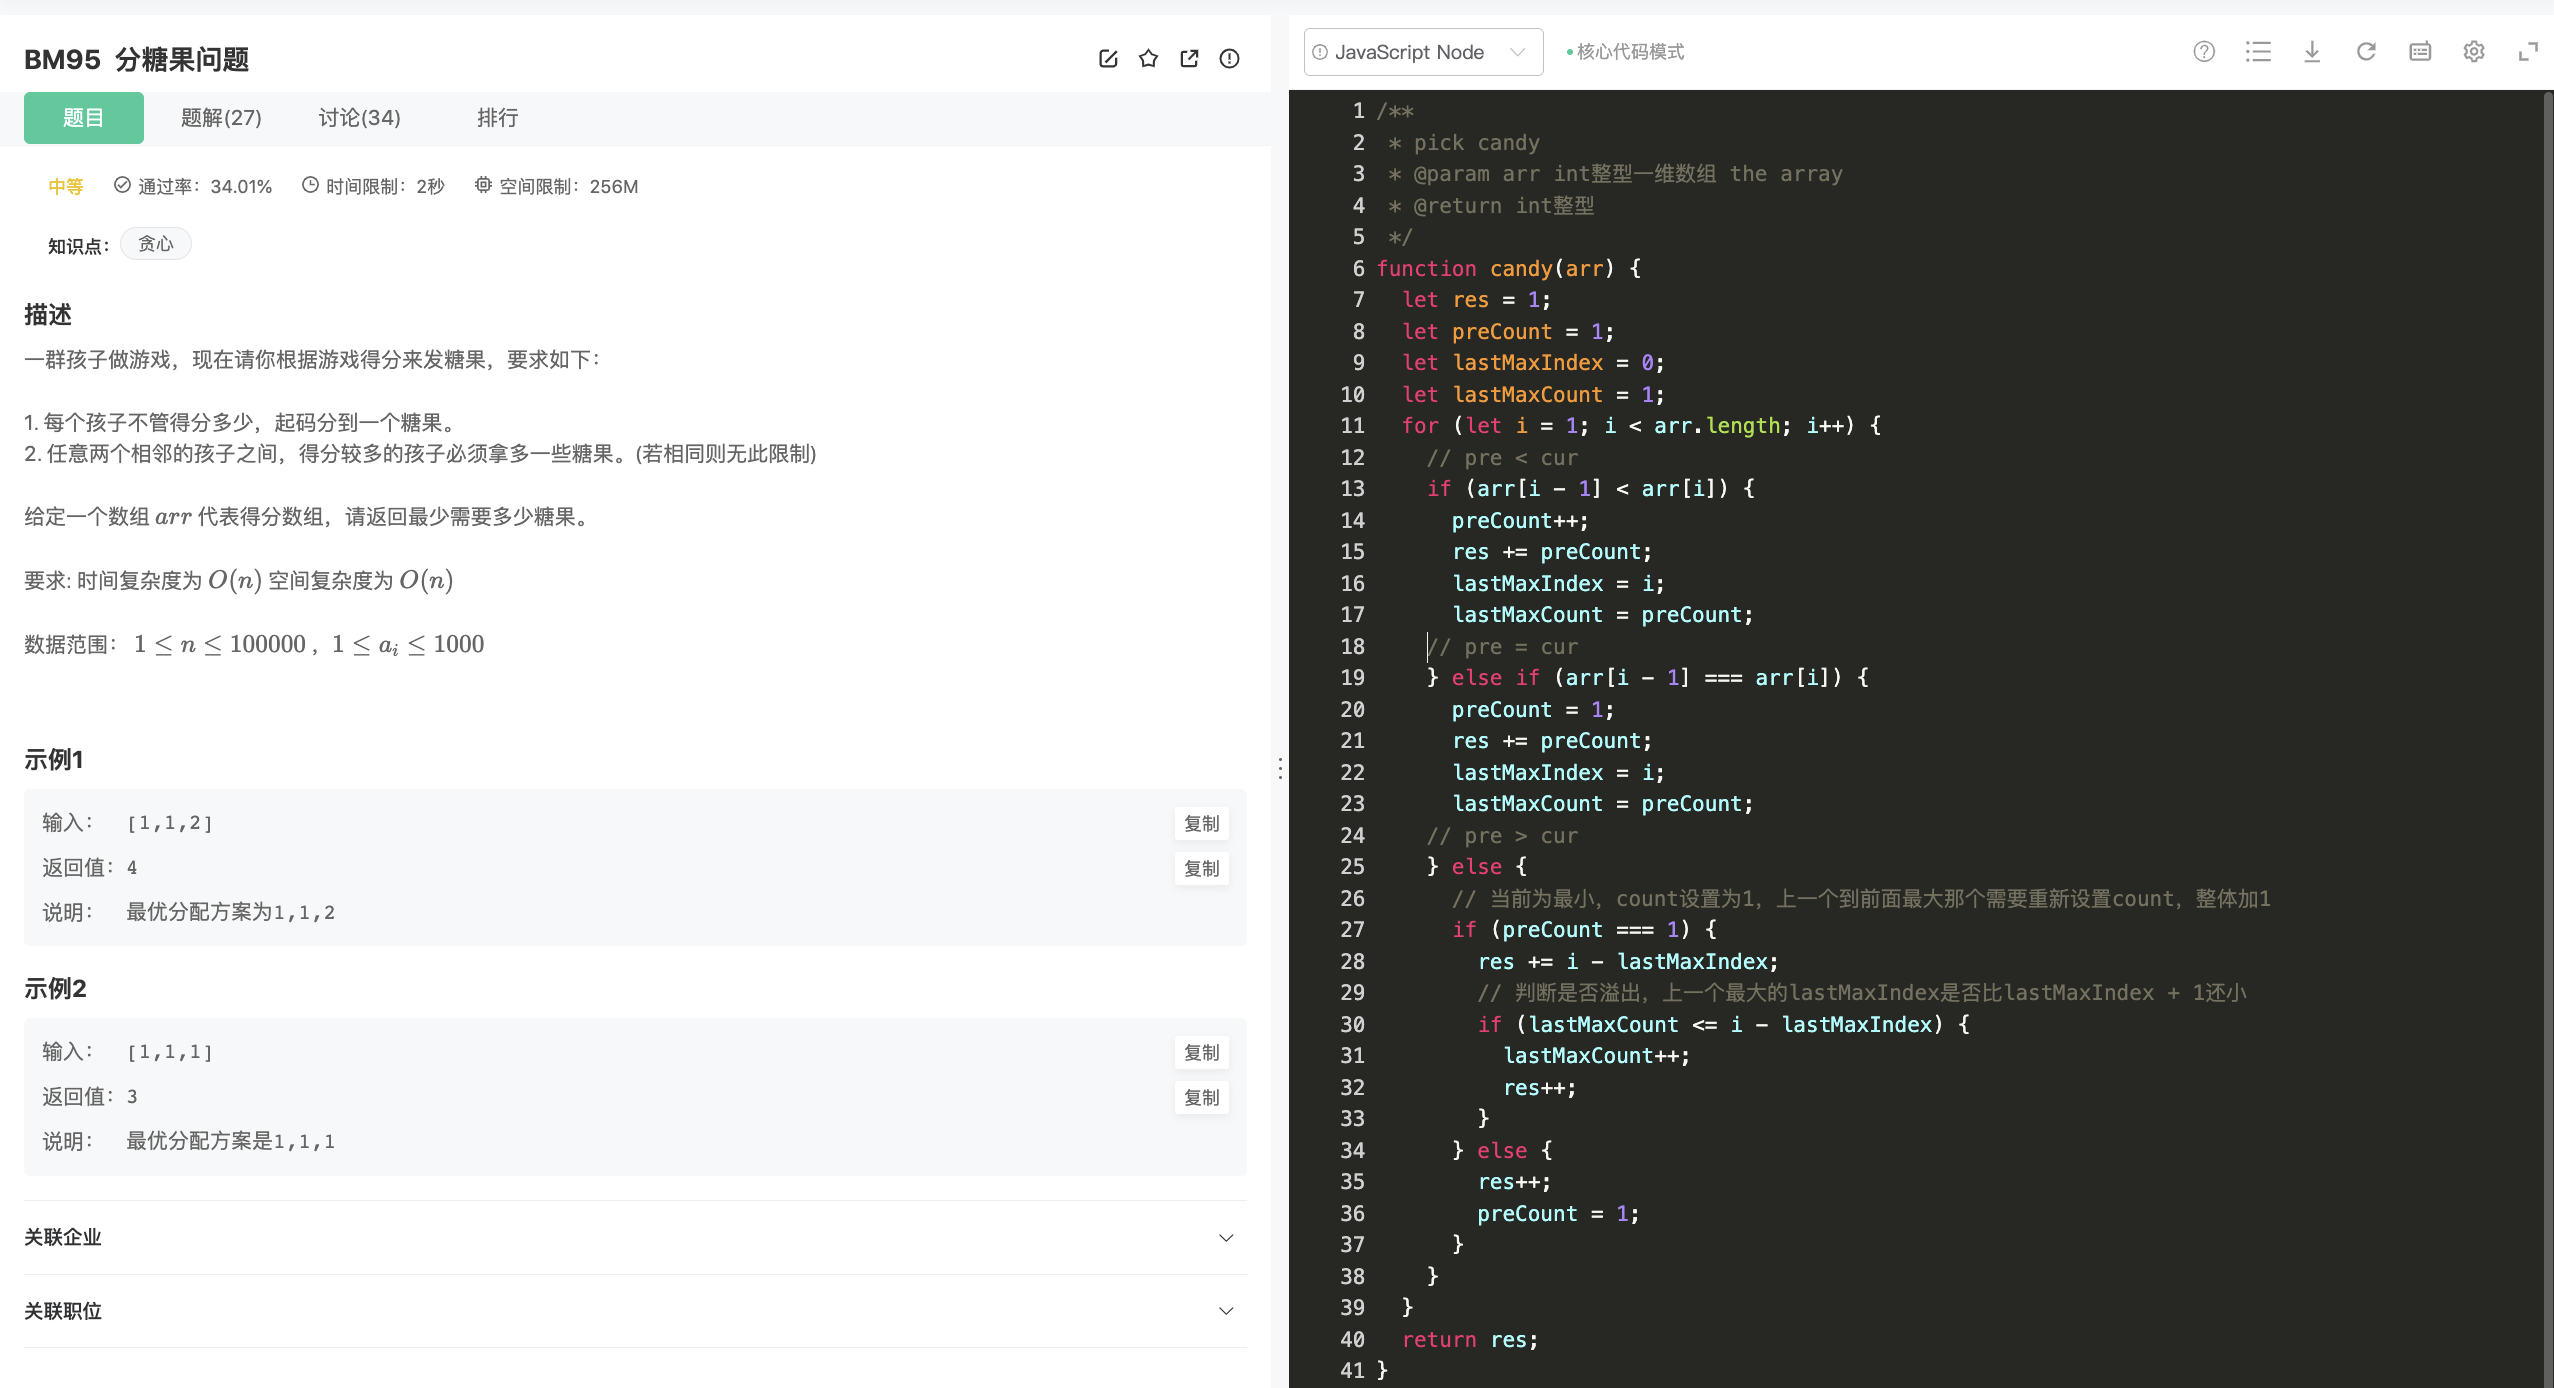 BM95 分糖果问题
题目 题解(27) 讨论(34) 排行
中等 通过率：34.01% 时间限制：2秒 空间限制：256M
知识点： 贪心
描述
一群孩子做游戏，现在请你根据游戏得分来发糖果，要求如下：
1. 每个孩子不管得分多少，起码分到一个糖果。
2. 任意两个相邻的孩子之间，得分较多的孩子必须拿多一些糖果。(若相同则无此限制)
给定一个数组 arr 代表得分数组，请返回最少需要多少糖果。
要求: 时间复杂度为 O(n) 空间复杂度为 O(n)
数据范围： 1 ≤ n ≤ 100000 ，1 ≤ a_i ≤ 1000
示例1
输入： [1,1,2] 复制
返回值：4 复制
说明： 最优分配方案为1,1,2
示例2
输入： [1,1,1] 复制
返回值：3 复制
说明： 最优分配方案是1,1,1
关联企业
关联职位
JavaScript Node •核心代码模式
1 /**
2  * pick candy
3  * @param arr int整型一维数组 the array
4  * @return int整型
5  */
6 function candy(arr) {
7   let res = 1;
8   let preCount = 1;
9   let lastMaxIndex = 0;
10   let lastMaxCount = 1;
11   for (let i = 1; i < arr.length; i++) {
12     // pre < cur
13     if (arr[i - 1] < arr[i]) {
14       preCount++;
15       res += preCount;
16       lastMaxIndex = i;
17       lastMaxCount = preCount;
18     // pre = cur
19     } else if (arr[i - 1] === arr[i]) {
20       preCount = 1;
21       res += preCount;
22       lastMaxIndex = i;
23       lastMaxCount = preCount;
24     // pre > cur
25     } else {
26       // 当前为最小，count设置为1，上一个到前面最大那个需要重新设置count，整体加1
27       if (preCount === 1) {
28         res += i - lastMaxIndex;
29         // 判断是否溢出，上一个最大的lastMaxIndex是否比lastMaxIndex + 1还小
30         if (lastMaxCount <= i - lastMaxIndex) {
31           lastMaxCount++;
32           res++;
33         }
34       } else {
35         res++;
36         preCount = 1;
37       }
38     }
39   }
40   return res;
41 }